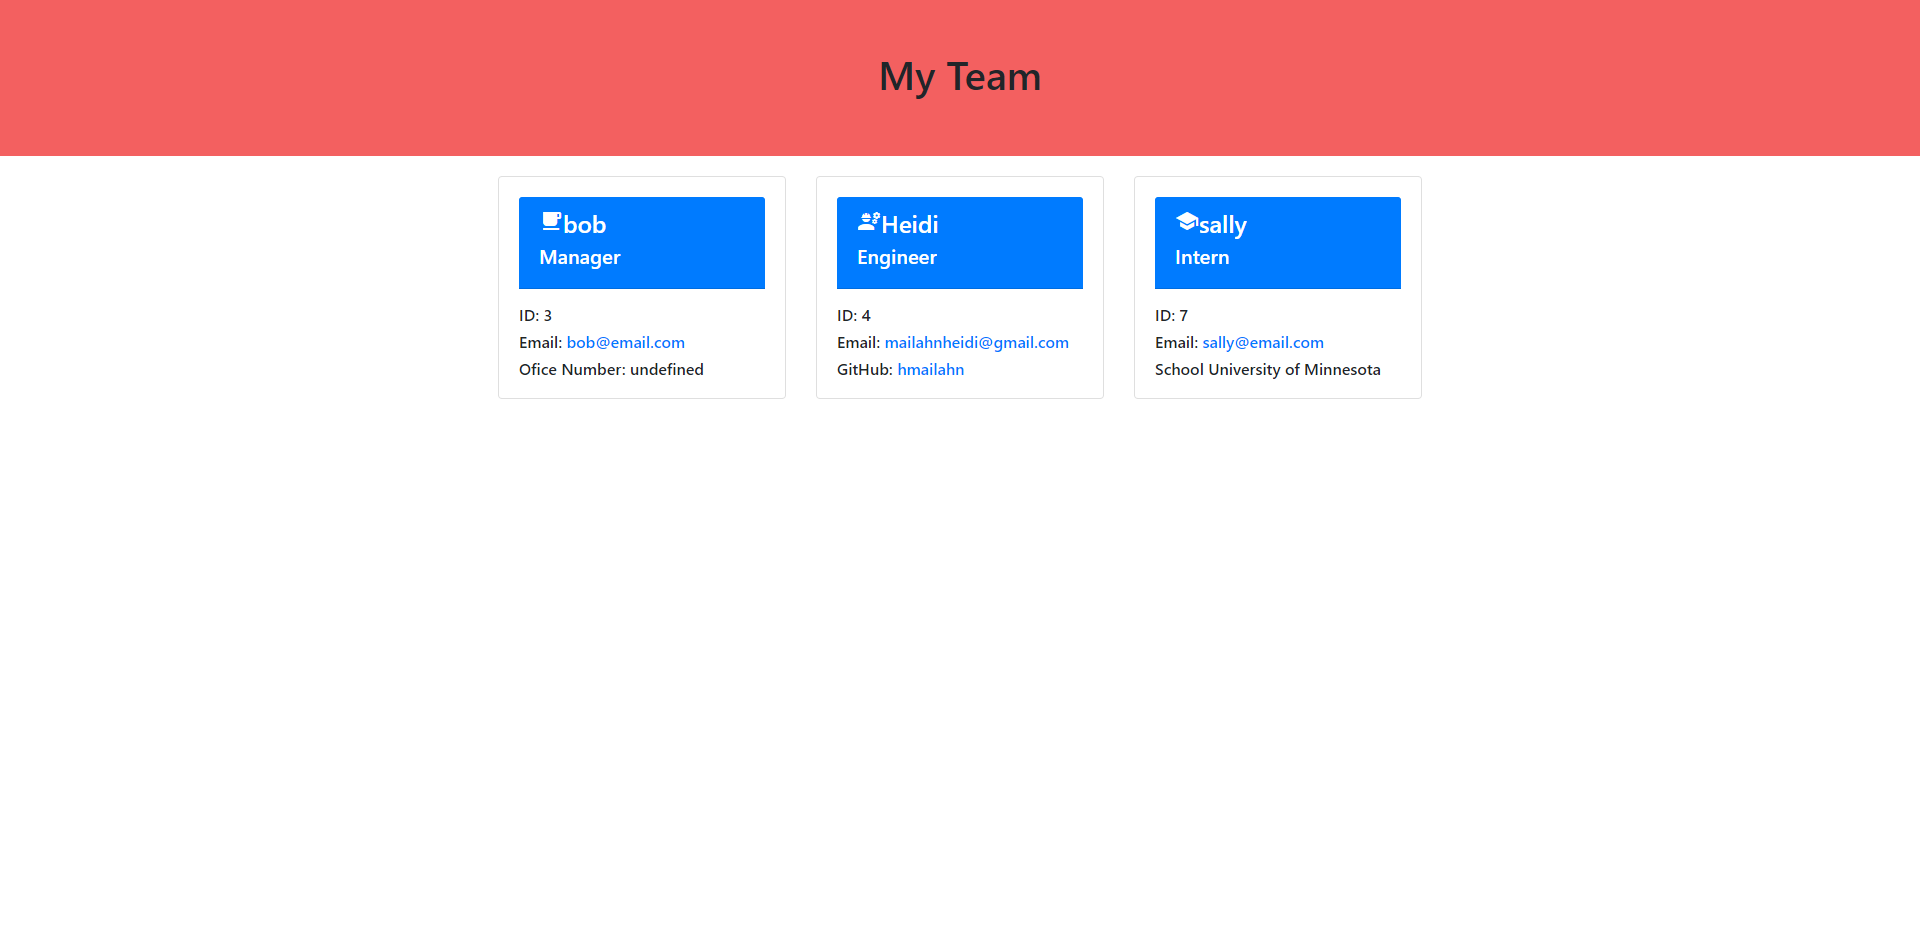 My Team
bob
Manager
ID: 3
Email: bob@email.com
Ofice Number: undefined
Heidi
Engineer
ID: 4
Email: mailahnheidi@gmail.com
GitHub: hmailahn
sally
Intern
ID: 7
Email: sally@email.com
School University of Minnesota